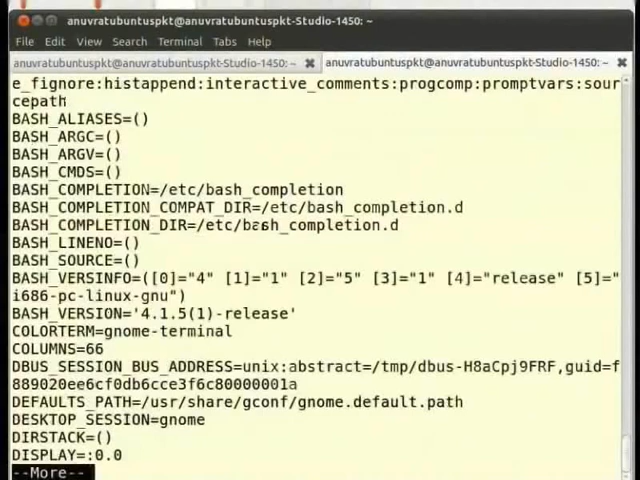 anuvratubuntuspkt@anuvratubuntuspkt-Studio-1450: ~
File Edit View Search Terminal Tabs Help
anuvratubuntuspkt@anuvratubuntuspkt-Studio-1450: ~ anuvratubuntuspkt@anuvratubuntuspkt-Studio-1450: ~
e_fignore:histappend:interactive_comments:progcomp:promptvars:sour
cepath
BASH_ALIASES=()
BASH_ARGC=()
BASH_ARGV=()
BASH_CMDS=()
BASH_COMPLETION=/etc/bash_completion
BASH_COMPLETION_COMPAT_DIR=/etc/bash_completion.d
BASH_COMPLETION_DIR=/etc/bash_completion.d
BASH_LINENO=()
BASH_SOURCE=()
BASH_VERSINFO=([0]="4" [1]="1" [2]="5" [3]="1" [4]="release" [5]="
i686-pc-linux-gnu")
BASH_VERSION='4.1.5(1)-release'
COLORTERM=gnome-terminal
COLUMNS=66
DBUS_SESSION_BUS_ADDRESS=unix:abstract=/tmp/dbus-H8aCpj9FRF,guid=f
889020ee6cf0db6cce3f6c80000001a
DEFAULTS_PATH=/usr/share/gconf/gnome.default.path
DESKTOP_SESSION=gnome
DIRSTACK=()
DISPLAY=:0.0
--More--